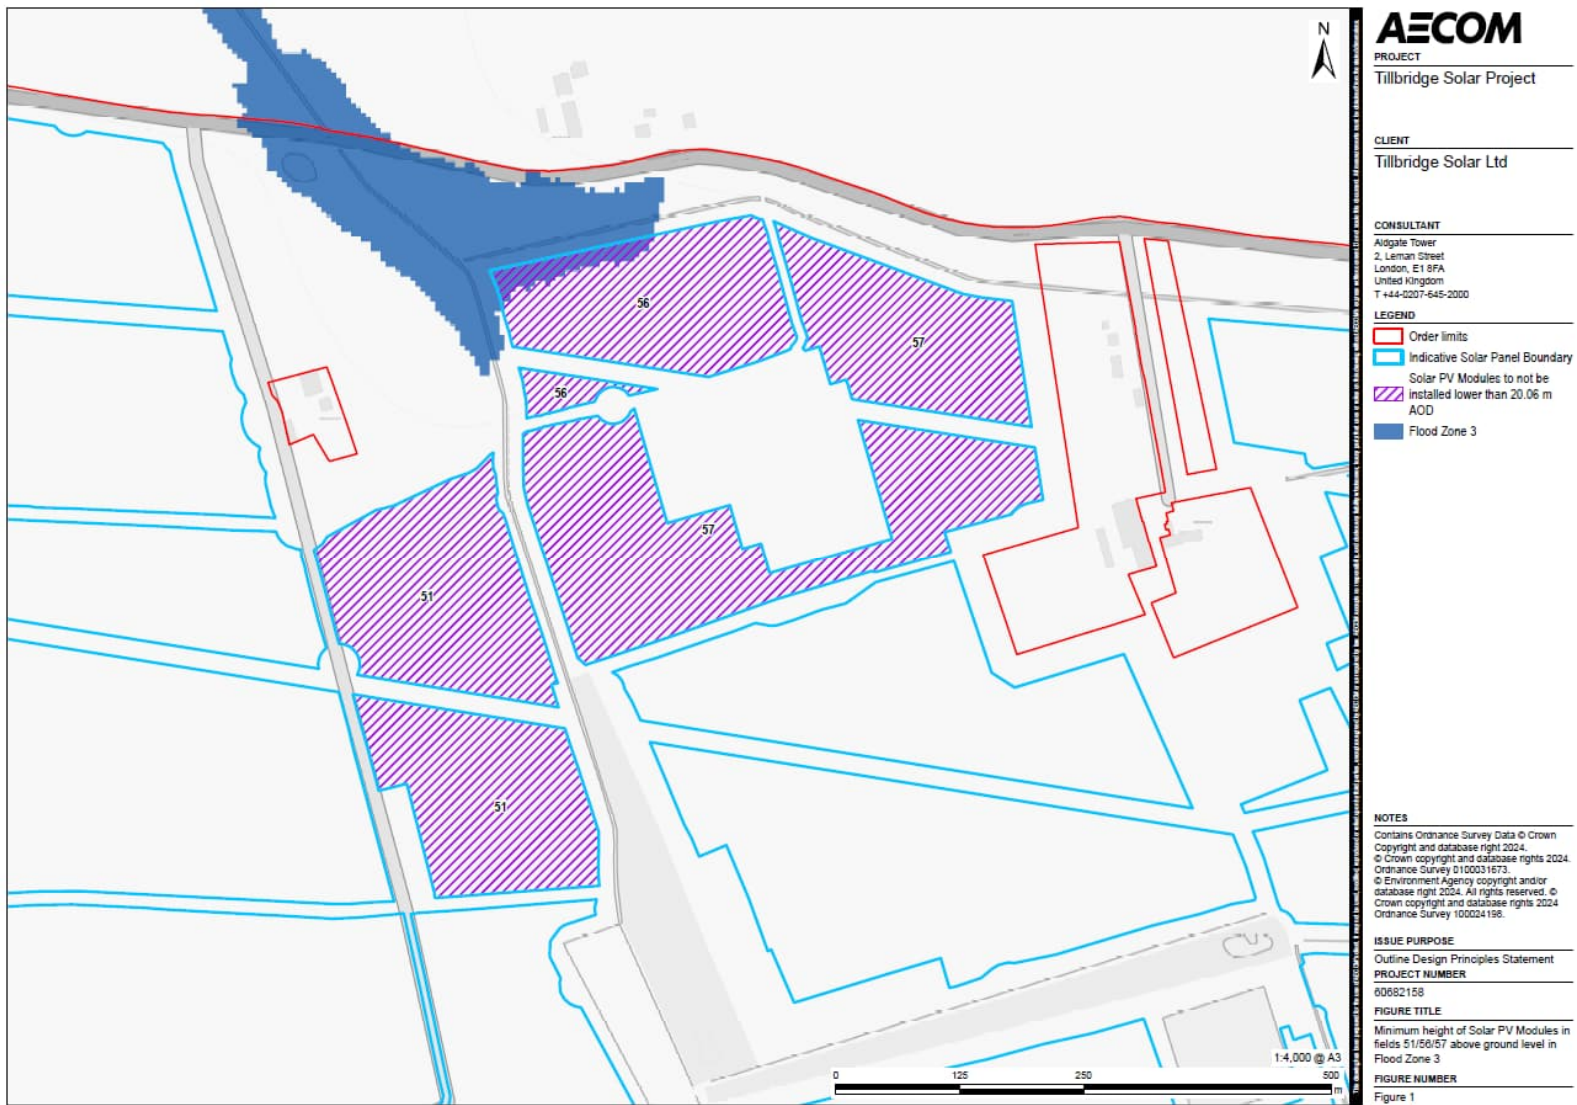 N
56
57
56
57
51
51
1:4,000 @ A3
0 125 250 500
m
AECOM
PROJECT
Tillbridge Solar Project
CLIENT
Tillbridge Solar Ltd
CONSULTANT
Aldgate Tower
2, Leman Street
London, E1 8FA
United Kingdom
T +44-0207-645-2000
LEGEND
Order limits
Indicative Solar Panel Boundary
Solar PV Modules to not be
installed lower than 20.06 m
AOD
Flood Zone 3
NOTES
Contains Ordnance Survey Data © Crown
Copyright and database right 2024.
© Crown copyright and database rights 2024.
Ordnance Survey 0100031673.
© Environment Agency copyright and/or
database right 2024. All rights reserved. ©
Crown copyright and database rights 2024
Ordnance Survey 100024198.
ISSUE PURPOSE
Outline Design Principles Statement
PROJECT NUMBER
60682158
FIGURE TITLE
Minimum height of Solar PV Modules in
fields 51/56/57 above ground level in
Flood Zone 3
FIGURE NUMBER
Figure 1